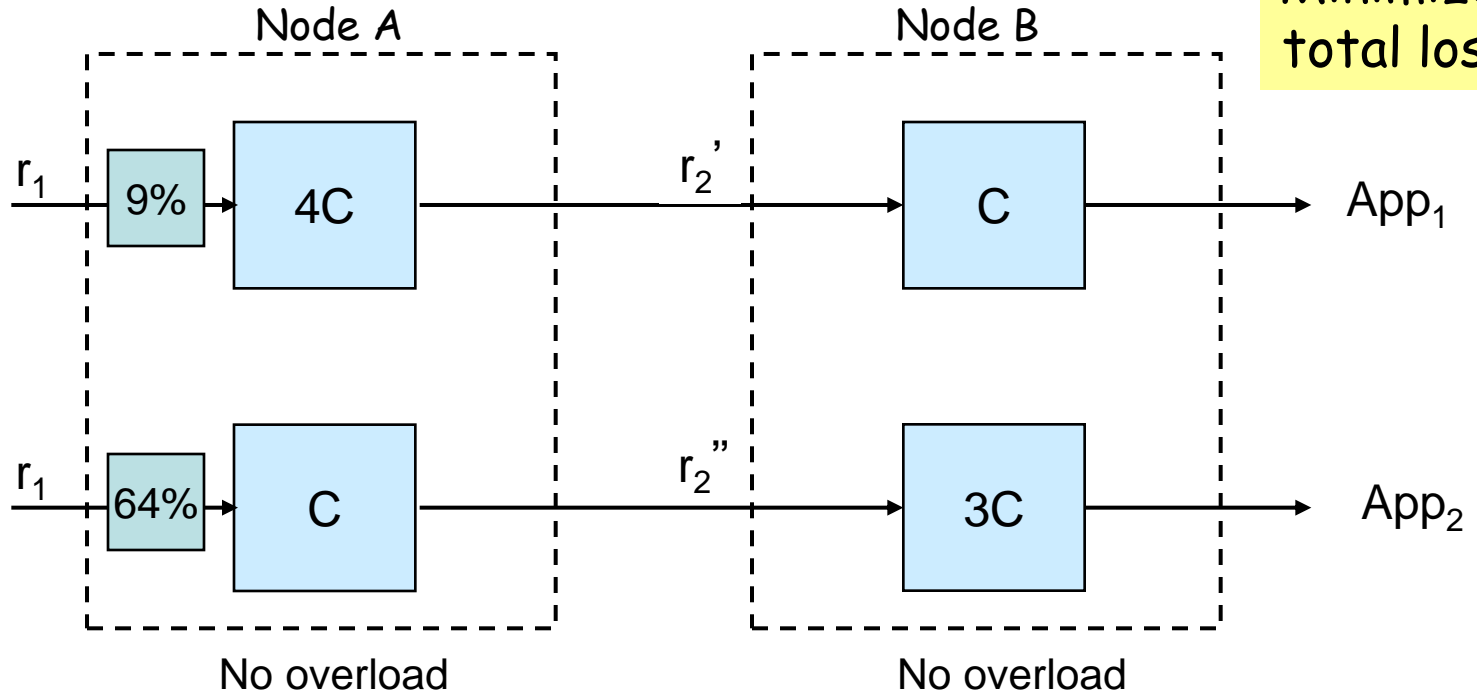 Node A
Node B
total los
r₁
9%
4C
r₂’
C
App₁
r₁
64%
C
r₂”
3C
App₂
No overload
No overload